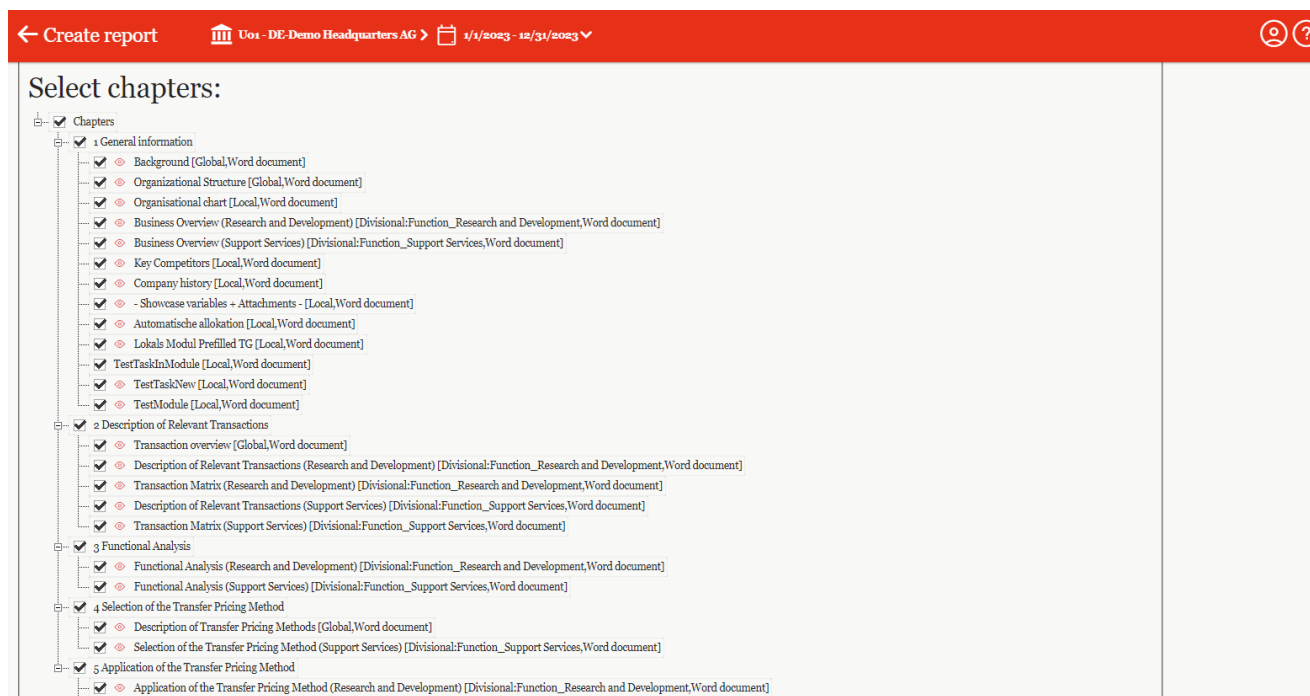 Create report U01 - DE-Demo Headquarters AG 1/1/2023 - 12/31/2023 ?
Select chapters:
Chapters
1 General information
Background [Global,Word document]
Organizational Structure [Global,Word document]
Organisational chart [Local,Word document]
Business Overview (Research and Development) [Divisional:Function_Research and Development,Word document]
Business Overview (Support Services) [Divisional:Function_Support Services,Word document]
Key Competitors [Local,Word document]
Company history [Local,Word document]
- Showcase variables + Attachments - [Local,Word document]
Automatische allokation [Local,Word document]
Lokals Modul Prefilled TG [Local,Word document]
TestTaskInModule [Local,Word document]
TestTaskNew [Local,Word document]
TestModule [Local,Word document]
2 Description of Relevant Transactions
Transaction overview [Global,Word document]
Description of Relevant Transactions (Research and Development) [Divisional:Function_Research and Development,Word document]
Transaction Matrix (Research and Development) [Divisional:Function_Research and Development,Word document]
Description of Relevant Transactions (Support Services) [Divisional:Function_Support Services,Word document]
Transaction Matrix (Support Services) [Divisional:Function_Support Services,Word document]
3 Functional Analysis
Functional Analysis (Research and Development) [Divisional:Function_Research and Development,Word document]
Functional Analysis (Support Services) [Divisional:Function_Support Services,Word document]
4 Selection of the Transfer Pricing Method
Description of Transfer Pricing Methods [Global,Word document]
Selection of the Transfer Pricing Method (Support Services) [Divisional:Function_Support Services,Word document]
5 Application of the Transfer Pricing Method
Application of the Transfer Pricing Method (Research and Development) [Divisional:Function_Research and Development,Word document]